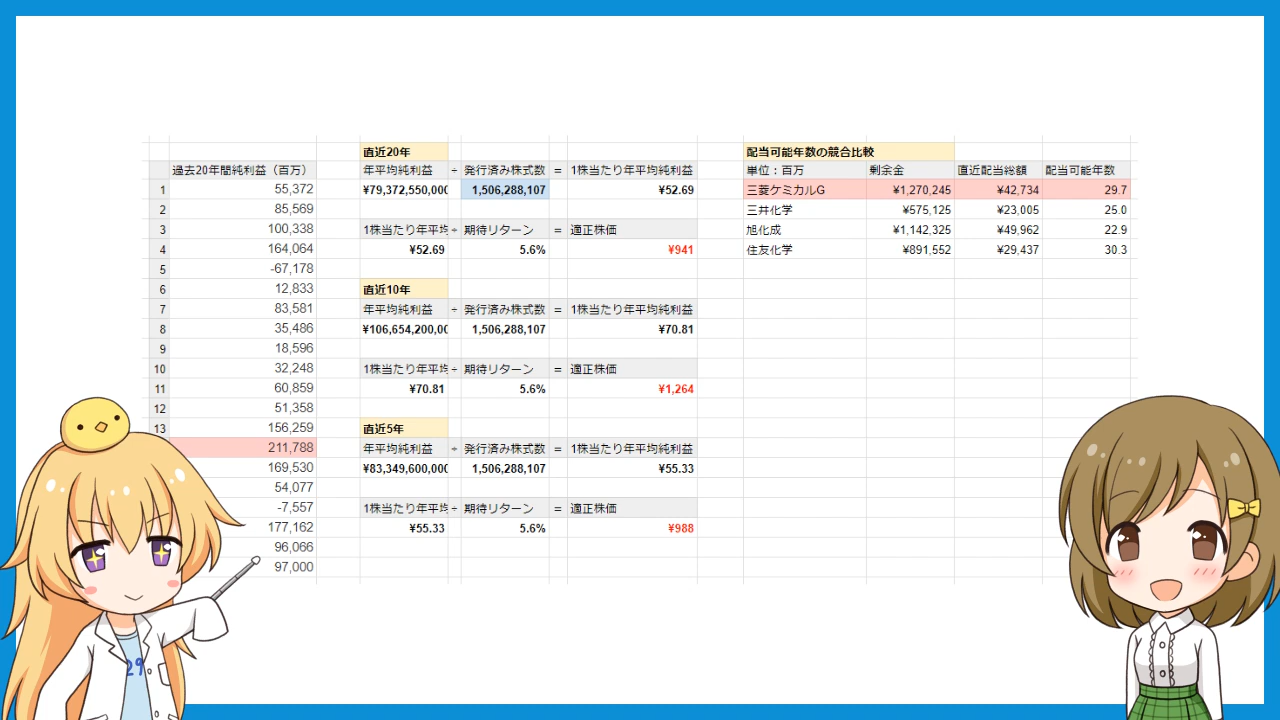 過去20年間純利益（百万）
1 55,372
2 85,569
3 100,338
4 164,064
5 -67,178
6 12,833
7 83,581
8 35,486
9 18,596
10 32,248
11 60,859
12 51,358
13 156,259
211,788
169,530
54,077
-7,557
177,162
96,066
97,000
直近20年
年平均純利益 ÷ 発行済み株式数 = 1株当たり年平均純利益
¥79,372,550,000 1,506,288,107 ¥52.69
1株当たり年平均 ÷ 期待リターン = 適正株価
¥52.69 5.6% ¥941
直近10年
年平均純利益 ÷ 発行済み株式数 = 1株当たり年平均純利益
¥106,654,200,00 1,506,288,107 ¥70.81
1株当たり年平均 ÷ 期待リターン = 適正株価
¥70.81 5.6% ¥1,264
直近5年
年平均純利益 ÷ 発行済み株式数 = 1株当たり年平均純利益
¥83,349,600,000 1,506,288,107 ¥55.33
1株当たり年平均 ÷ 期待リターン = 適正株価
¥55.33 5.6% ¥988
配当可能年数の競合比較
単位：百万 剰余金 直近配当総額 配当可能年数
三菱ケミカルG ¥1,270,245 ¥42,734 29.7
三井化学 ¥575,125 ¥23,005 25.0
旭化成 ¥1,142,325 ¥49,962 22.9
住友化学 ¥891,552 ¥29,437 30.3
29